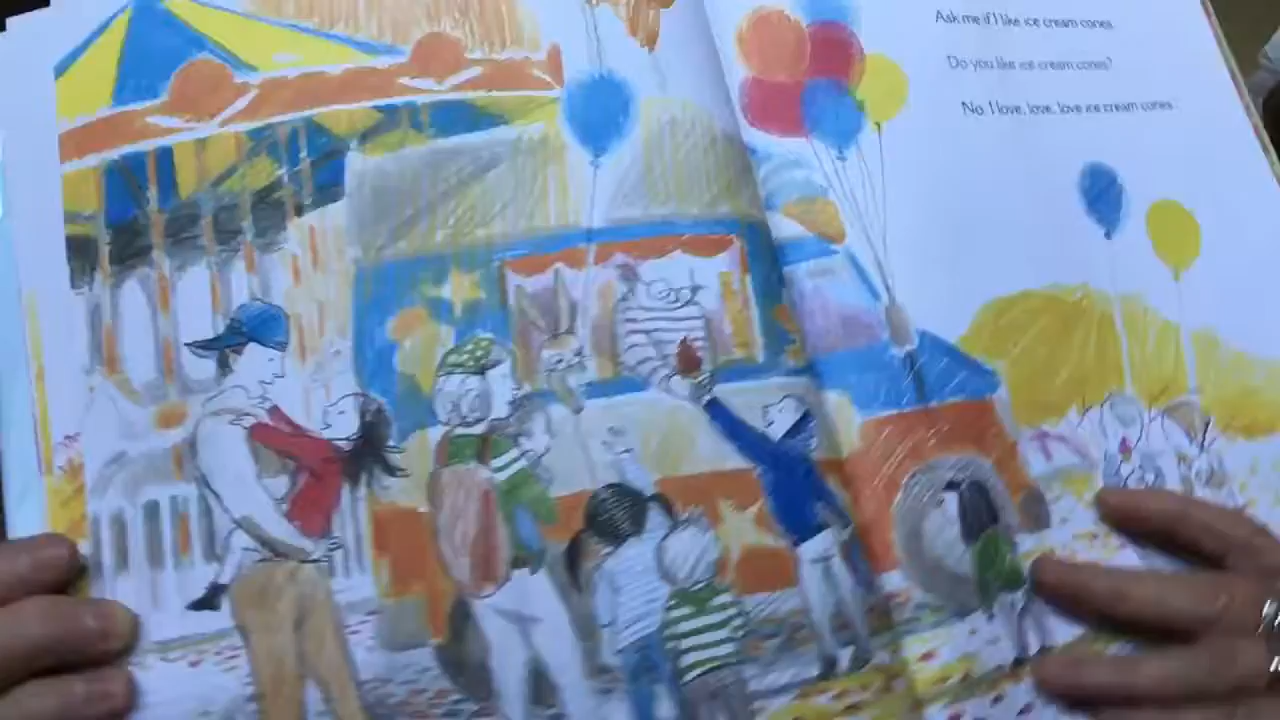 Ask me if I like ice cream cones.
Do you like ice cream cones?
No. I love, love, love ice cream cones.